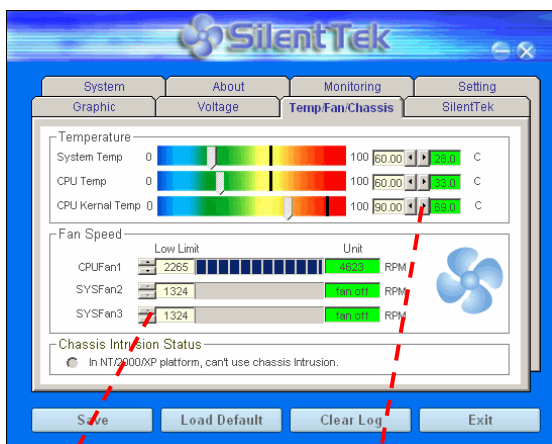 SilentTek
System About Monitoring Setting
Graphic Voltage Temp/Fan/Chassis SilentTek
Temperature
System Temp 0 100 60.00 28.0 C
CPU Temp 0 100 60.00 33.0 C
CPU Kernal Temp 0 100 90.00 69.0 C
Fan Speed
Low Limit Unit
CPUFan1 2265 4623 RPM
SYSFan2 1324 fan off RPM
SYSFan3 1324 fan off RPM
Chassis Intrusion Status
In NT/2000/XP platform, can't use chassis Intrusion.
Save Load Default Clear Log Exit